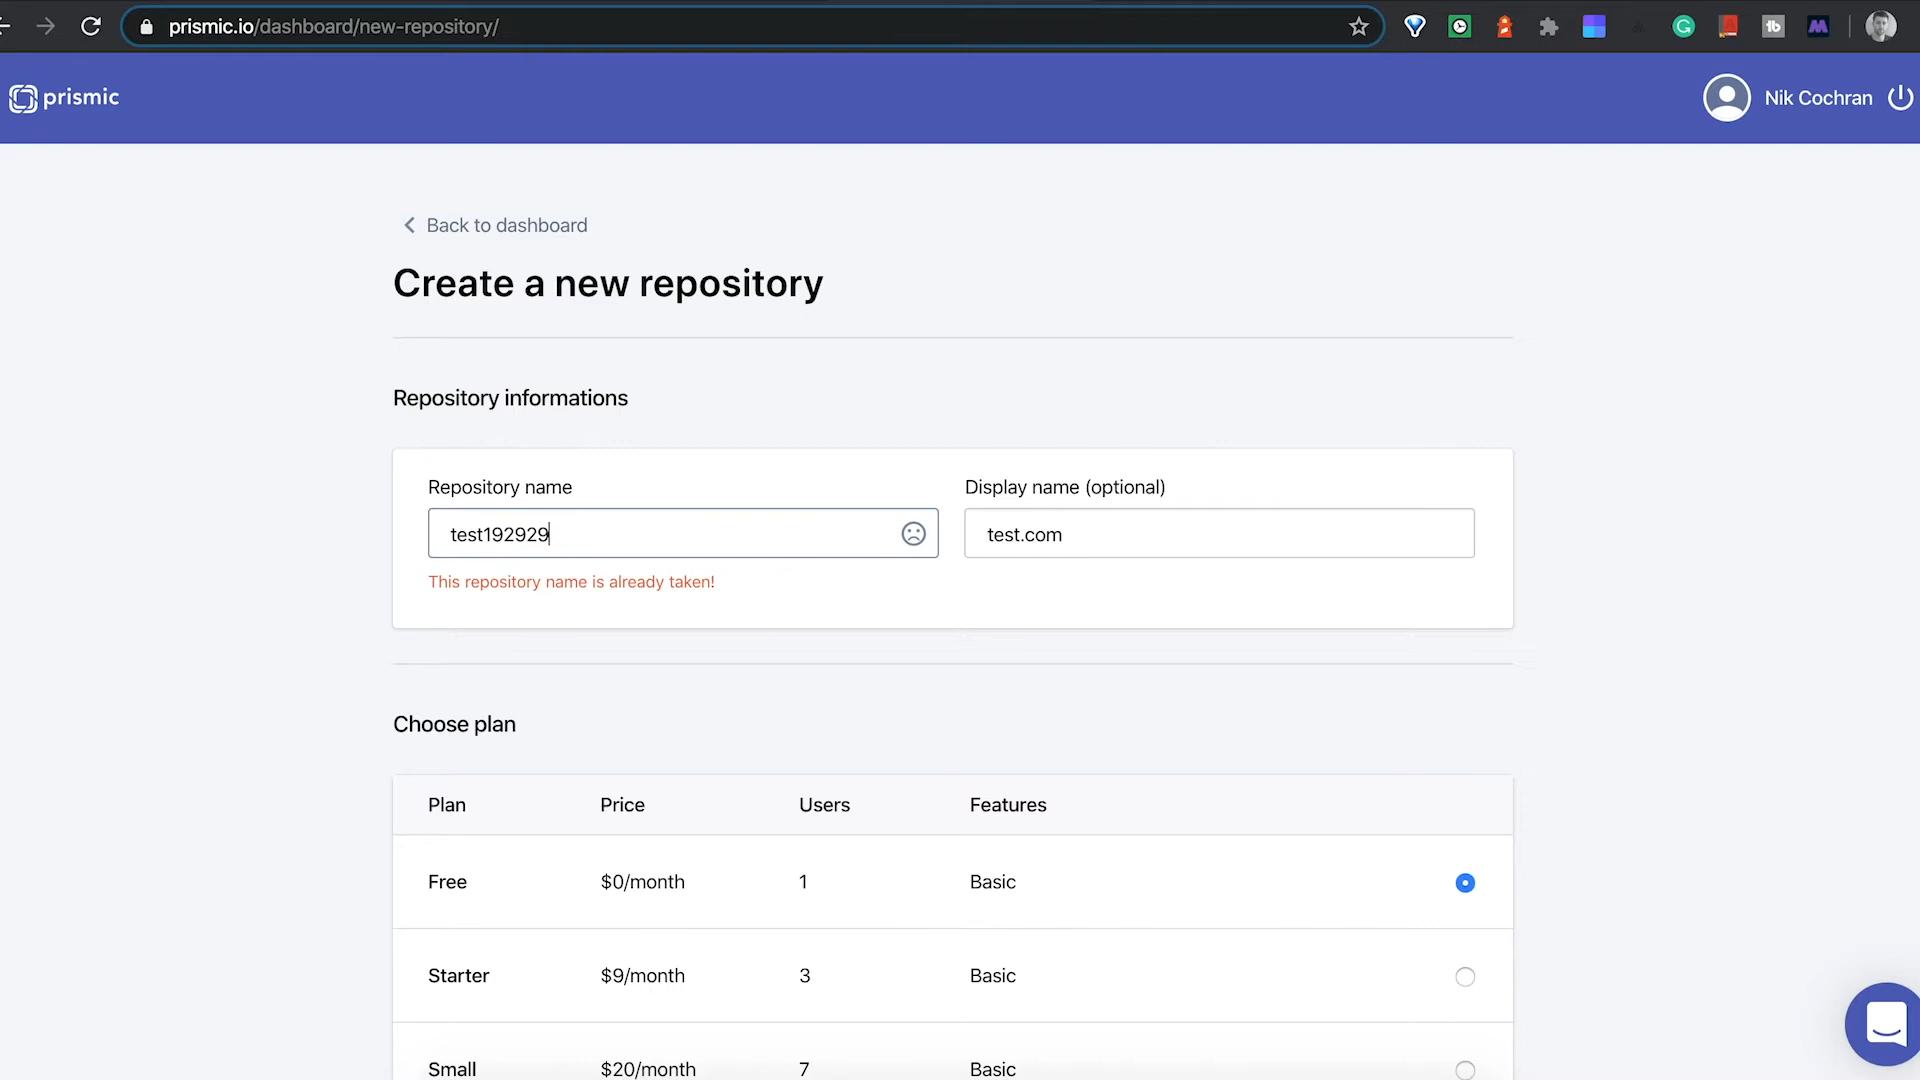 prismic.io/dashboard/new-repository/
prismic
Nik Cochran
Back to dashboard
Create a new repository
Repository informations
Repository name
Display name (optional)
test192929
test.com
This repository name is already taken!
Choose plan
Plan Price Users Features
Free $0/month 1 Basic
Starter $9/month 3 Basic
Small $20/month 7 Basic